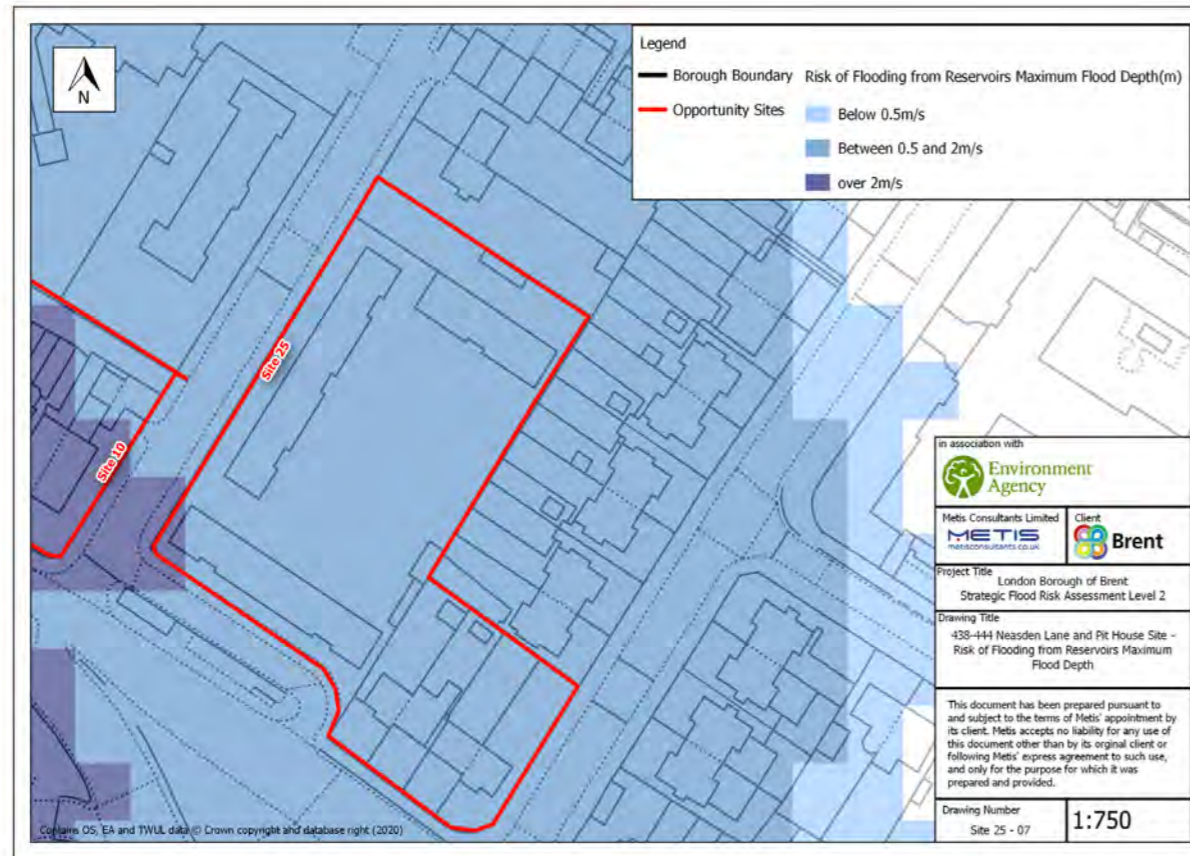 Legend
Borough Boundary
Opportunity Sites
Risk of Flooding from Reservoirs Maximum Flood Depth(m)
Below 0.5m/s
Between 0.5 and 2m/s
over 2m/s
N
Site 25
Site 10
in association with
Environment
Agency
Metis Consultants Limited
METIS
metisconsultants.co.uk
Client
Brent
Project Title
London Borough of Brent
Strategic Flood Risk Assessment Level 2
Drawing Title
438-444 Neasden Lane and Pit House Site -
Risk of Flooding from Reservoirs Maximum
Flood Depth
This document has been prepared pursuant to
and subject to the terms of Metis' appointment by
its client. Metis accepts no liability for any use of
this document other than by its orginal client or
following Metis' express agreement to such use,
and only for the purpose for which it was
prepared and provided.
Drawing Number
Site 25 - 07
1:750
Contains OS, EA and TWUL data © Crown copyright and database right (2020)